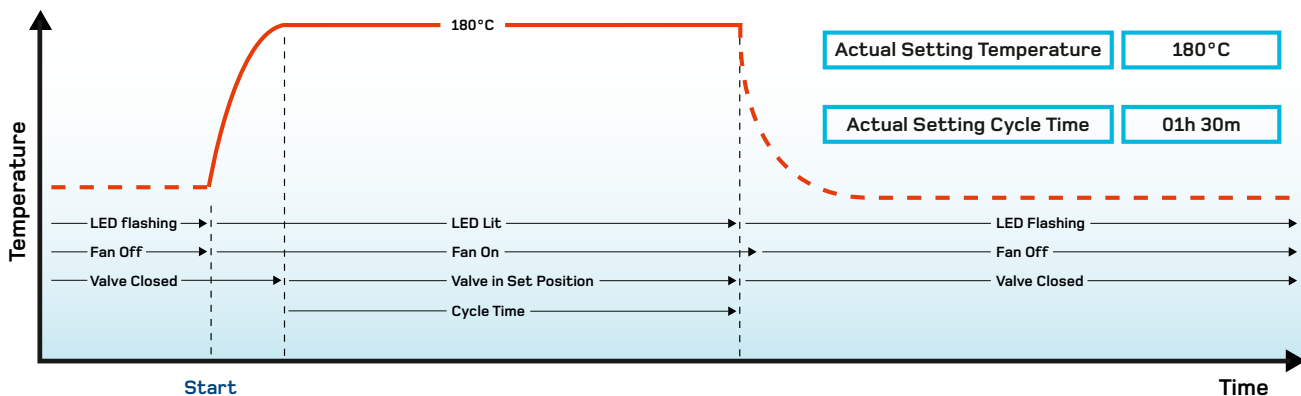 180°C
Actual Setting Temperature
180°C
Actual Setting Cycle Time
01h 30m
Temperature
LED flashing
LED Lit
LED Flashing
Fan Off
Fan On
Fan Off
Valve Closed
Valve in Set Position
Valve Closed
Cycle Time
Start
Time